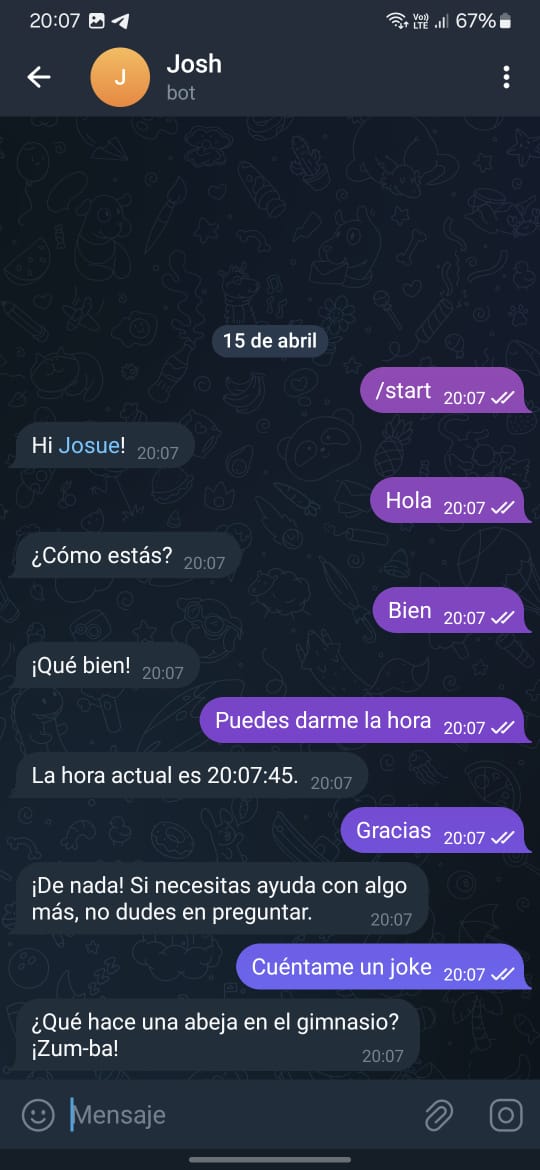 20:07 Vo)) LTE 67%
J Josh
bot
15 de abril
/start 20:07
Hi Josue! 20:07
Hola 20:07
¿Cómo estás? 20:07
Bien 20:07
¡Qué bien! 20:07
Puedes darme la hora 20:07
La hora actual es 20:07:45. 20:07
Gracias 20:07
¡De nada! Si necesitas ayuda con algo
más, no dudes en preguntar. 20:07
Cuéntame un joke 20:07
¿Qué hace una abeja en el gimnasio?
¡Zum-ba! 20:07
Mensaje